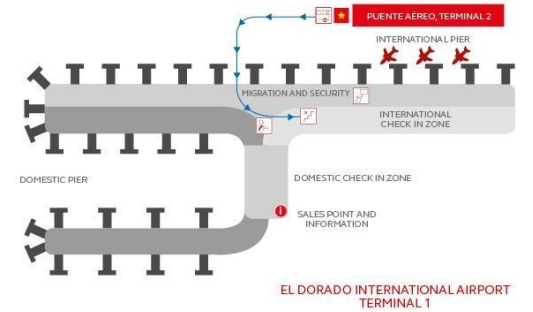 PUENTE AÉREO, TERMINAL 2
INTERNATIONAL PIER
MIGRATION AND SECURITY
INTERNATIONAL
CHECK IN ZONE
DOMESTIC PIER
DOMESTIC CHECK IN ZONE
i
SALES POINT AND
INFORMATION
EL DORADO INTERNATIONAL AIRPORT
TERMINAL 1